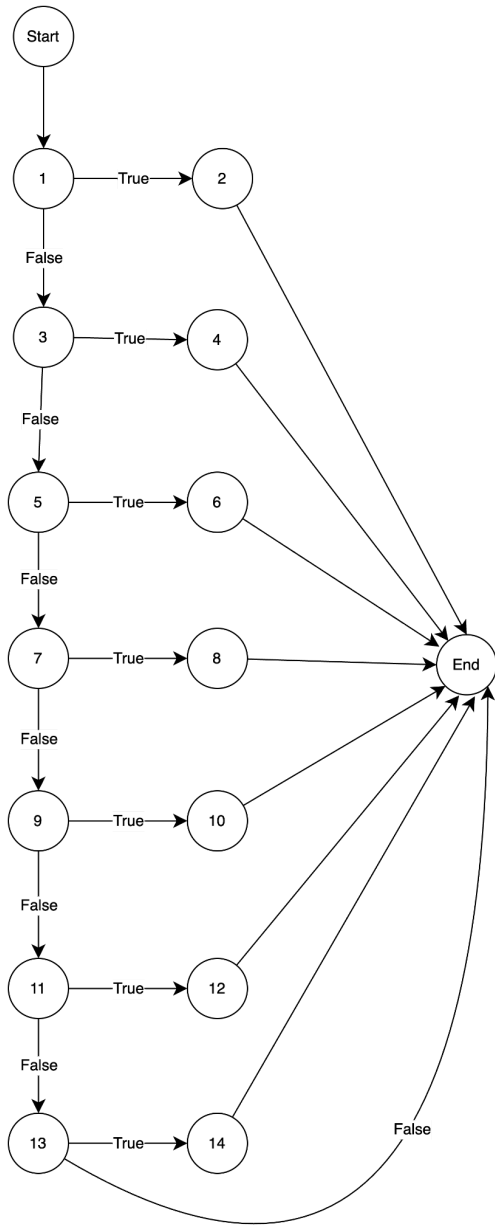 Start
1
True
2
False
3
True
4
False
5
True
6
False
7
True
8
End
False
9
True
10
False
11
True
12
False
13
True
14
False